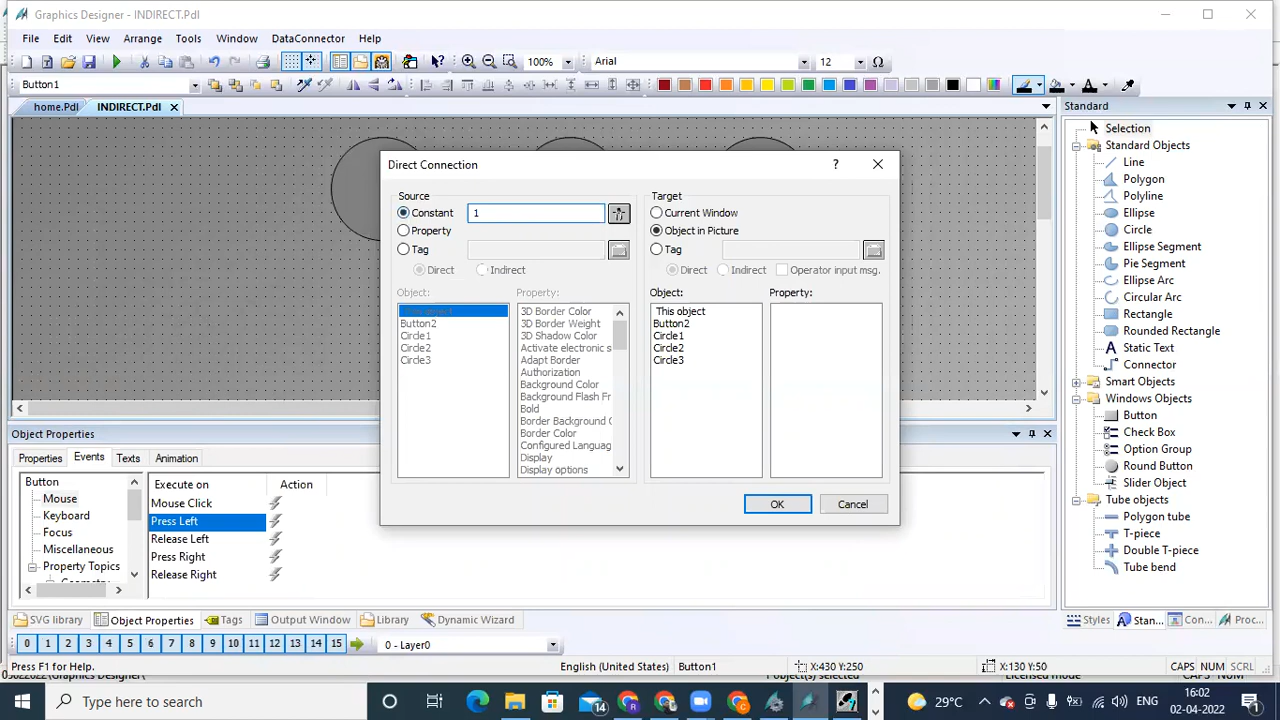 Graphics Designer - INDIRECT.Pdl
File Edit View Arrange Tools Window DataConnector Help
100% Arial 12
Button1
home.Pdl INDIRECT.Pdl
Direct Connection
Source
Constant 1
Property
Tag
Direct Indirect
Object:
This object
Button2
Circle1
Circle2
Circle3
Property:
3D Border Color
3D Border Weight
3D Shadow Color
Activate electronic s
Adapt Border
Authorization
Background Color
Background Flash Fr
Bold
Border Background C
Border Color
Configured Languag
Display
Display options
Target
Current Window
Object in Picture
Tag
Direct Indirect Operator input msg.
Object:
This object
Button2
Circle1
Circle2
Circle3
Property:
OK Cancel
Standard
Selection
Standard Objects
Line
Polygon
Polyline
Ellipse
Circle
Ellipse Segment
Pie Segment
Ellipse Arc
Circular Arc
Rectangle
Rounded Rectangle
Static Text
Connector
Smart Objects
Windows Objects
Button
Check Box
Option Group
Round Button
Slider Object
Tube objects
Polygon tube
T-piece
Double T-piece
Tube bend
Object Properties
Properties Events Texts Animation
Button
Mouse
Keyboard
Focus
Miscellaneous
Property Topics
Execute on Action
Mouse Click
Press Left
Release Left
Press Right
Release Right
SVG library Object Properties Tags Output Window Library Dynamic Wizard
Styles Stan... Con... Proc...
0 1 2 3 4 5 6 7 8 9 10 11 12 13 14 15 0 - Layer0
Press F1 for Help. English (United States) Button1 X:430 Y:250 X:130 Y:50 CAPS NUM SCRL
Type here to search
14
29°C ENG
16:02
02-04-2022
1